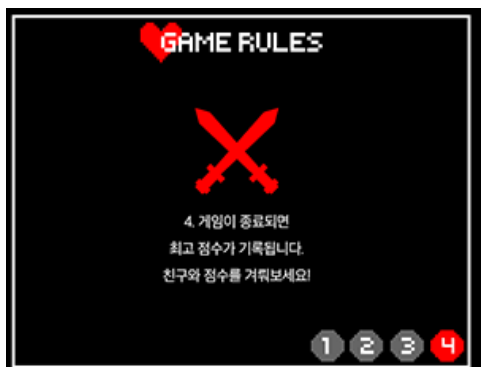 GAME RULES
4. 게임이 종료되면
최고 점수가 기록됩니다.
친구와 점수를 겨뤄보세요!
1 2 3 4